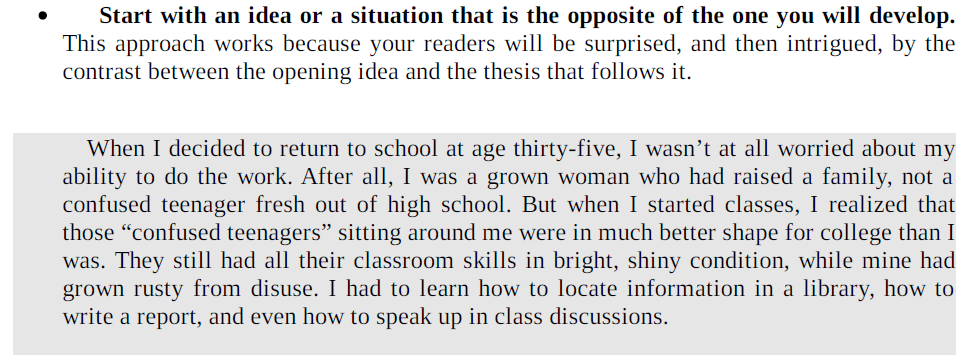 • Start with an idea or a situation that is the opposite of the one you will develop.
This approach works because your readers will be surprised, and then intrigued, by the
contrast between the opening idea and the thesis that follows it.
When I decided to return to school at age thirty-five, I wasn’t at all worried about my
ability to do the work. After all, I was a grown woman who had raised a family, not a
confused teenager fresh out of high school. But when I started classes, I realized that
those “confused teenagers” sitting around me were in much better shape for college than I
was. They still had all their classroom skills in bright, shiny condition, while mine had
grown rusty from disuse. I had to learn how to locate information in a library, how to
write a report, and even how to speak up in class discussions.